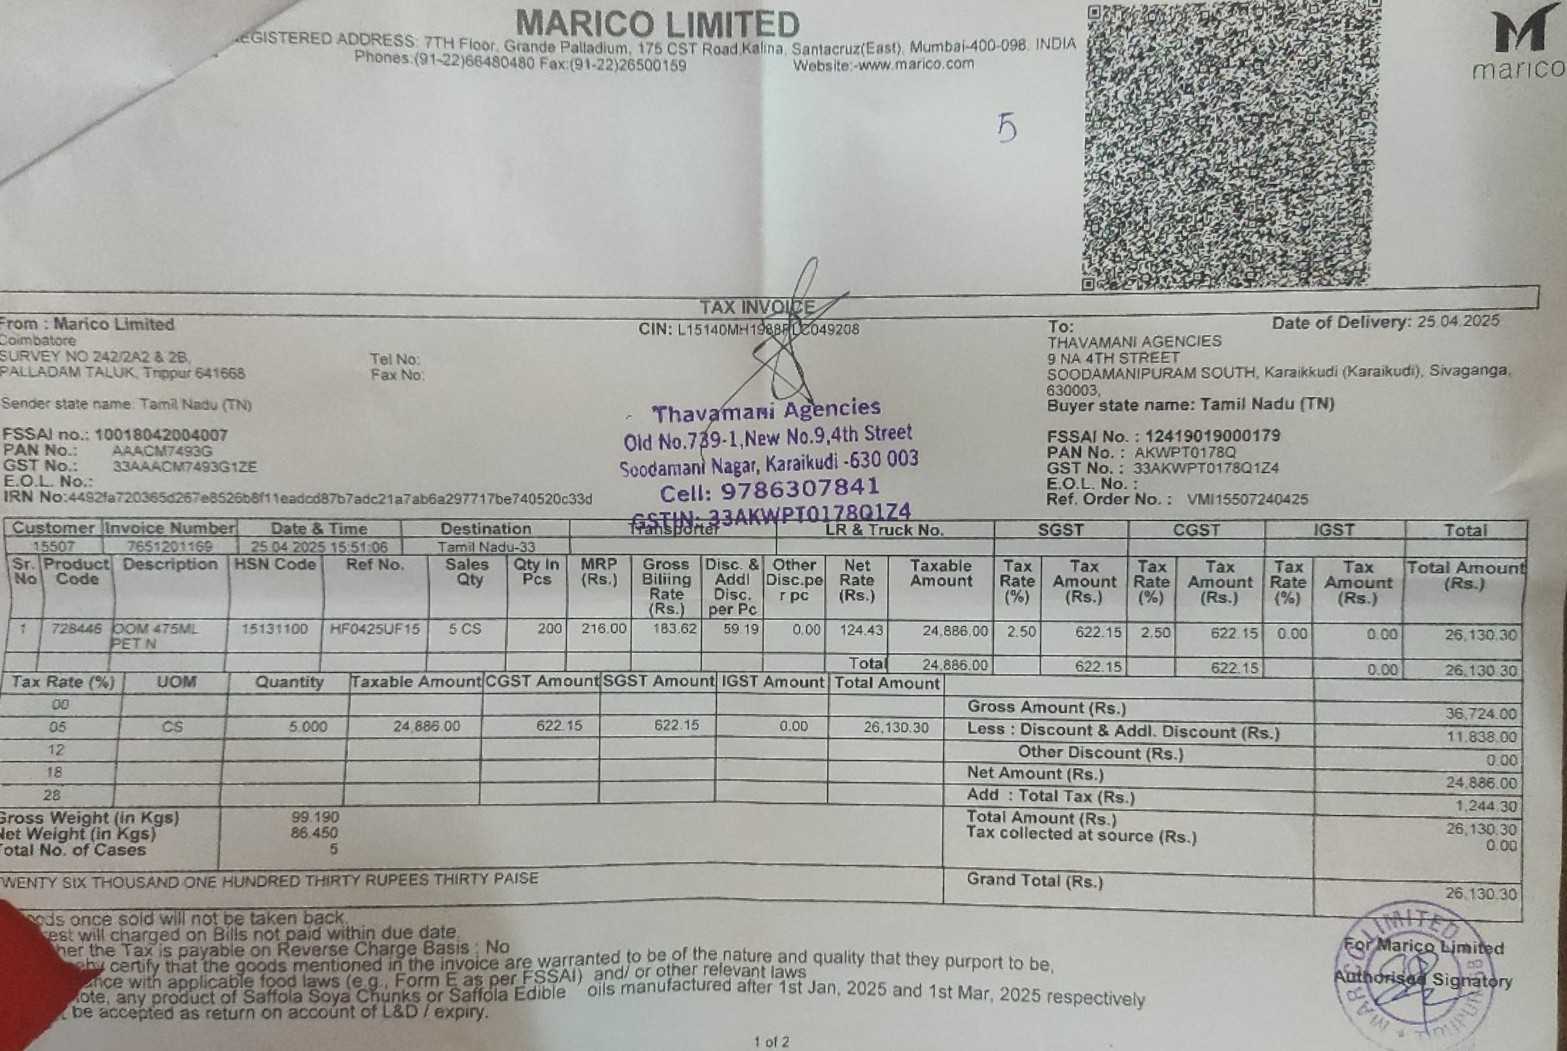 MARICO LIMITED
REGISTERED ADDRESS: 7TH Floor, Grande Palladium, 175 CST Road,Kalina, Santacruz(East), Mumbai-400-098. INDIA
Phones:(91-22)66480480 Fax:(91-22)26500159 Website:-www.marico.com
marico
5
TAX INVOICE
From : Marico Limited
Coimbatore
SURVEY NO 242/2A2 & 2B,
PALLADAM TALUK, Trippur 641668
Sender state name: Tamil Nadu (TN)
FSSAI no.: 10018042004007
PAN No.: AAACM7493G
GST No.: 33AAACM7493G1ZE
E.O.L. No.:
IRN No:4492fa720365d267e8526b8f11eadcd87b7adc21a7ab6a297717be740520c33d
Tel No:
Fax No:
CIN: L15140MH1988PLC049208
Thavamani Agencies
Old No.739-1,New No.9,4th Street
Soodamani Nagar, Karaikudi -630 003
Cell: 9786307841
GSTIN: 33AKWPT0178Q1Z4
To: Date of Delivery: 25.04.2025
THAVAMANI AGENCIES
9 NA 4TH STREET
SOODAMANIPURAM SOUTH, Karaikkudi (Karaikudi), Sivaganga,
630003,
Buyer state name: Tamil Nadu (TN)
FSSAI No. : 12419019000179
PAN No. : AKWPT0178Q
GST No. : 33AKWPT0178Q1Z4
E.O.L. No. :
Ref. Order No. : VMI15507240425
Customer Invoice Number Date & Time Destination Transporter LR & Truck No. SGST CGST IGST Total
15507 7651201169 25.04.2025 15:51:06 Tamil Nadu-33
Sr. No Product Code Description HSN Code Ref No. Sales Qty Qty In Pcs MRP (Rs.) Gross Billing Rate (Rs.) Disc. & Addl Disc. per Pc Other Disc.pe r pc Net Rate (Rs.) Taxable Amount Tax Rate (%) Tax Amount (Rs.) Tax Rate (%) Tax Amount (Rs.) Tax Rate (%) Tax Amount (Rs.) Total Amount (Rs.)
1 728446 OOM 475ML PET N 15131100 HF0425UF15 5 CS 200 216.00 183.62 59.19 0.00 124.43 24,886.00 2.50 622.15 2.50 622.15 0.00 0.00 26,130.30
Total 24,886.00 622.15 622.15 0.00 26,130.30
Tax Rate (%) UOM Quantity Taxable Amount CGST Amount SGST Amount IGST Amount Total Amount
00
05 CS 5.000 24,886.00 622.15 622.15 0.00 26,130.30
12
18
28
Gross Amount (Rs.) 36,724.00
Less : Discount & Addl. Discount (Rs.) 11,838.00
Other Discount (Rs.) 0.00
Net Amount (Rs.) 24,886.00
Add : Total Tax (Rs.) 1,244.30
Total Amount (Rs.) 26,130.30
Tax collected at source (Rs.) 0.00
Gross Weight (in Kgs) 99.190
Net Weight (in Kgs) 86.450
Total No. of Cases 5
WENTY SIX THOUSAND ONE HUNDRED THIRTY RUPEES THIRTY PAISE
Grand Total (Rs.) 26,130.30
ods once sold will not be taken back.
rest will charged on Bills not paid within due date.
her the Tax is payable on Reverse Charge Basis : No
eby certify that the goods mentioned in the invoice are warranted to be of the nature and quality that they purport to be,
nce with applicable food laws (e.g., Form E as per FSSAI) and/ or other relevant laws
ote, any product of Saffola Soya Chunks or Saffola Edible oils manufactured after 1st Jan, 2025 and 1st Mar, 2025 respectively
be accepted as return on account of L&D / expiry.
For Marico Limited
Authorised Signatory
1 of 2